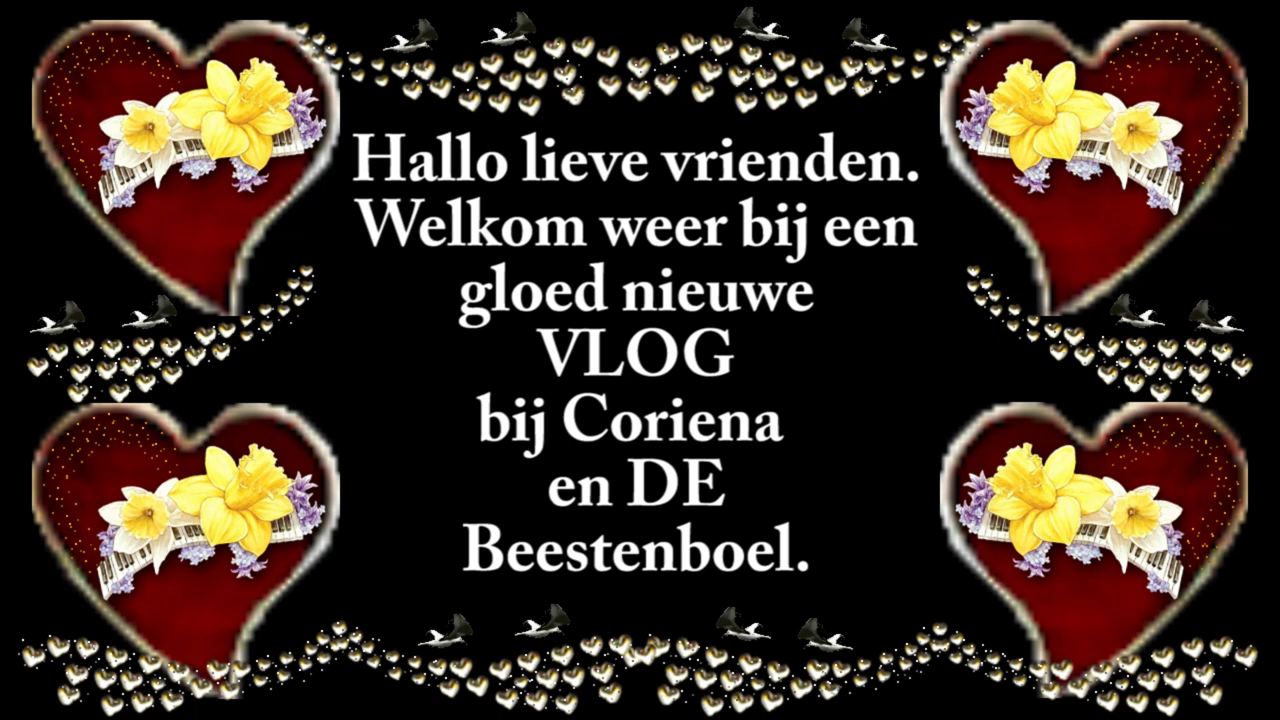 Hallo lieve vrienden.
Welkom weer bij een
gloed nieuwe
VLOG
bij Coriena
en DE
Beestenboel.